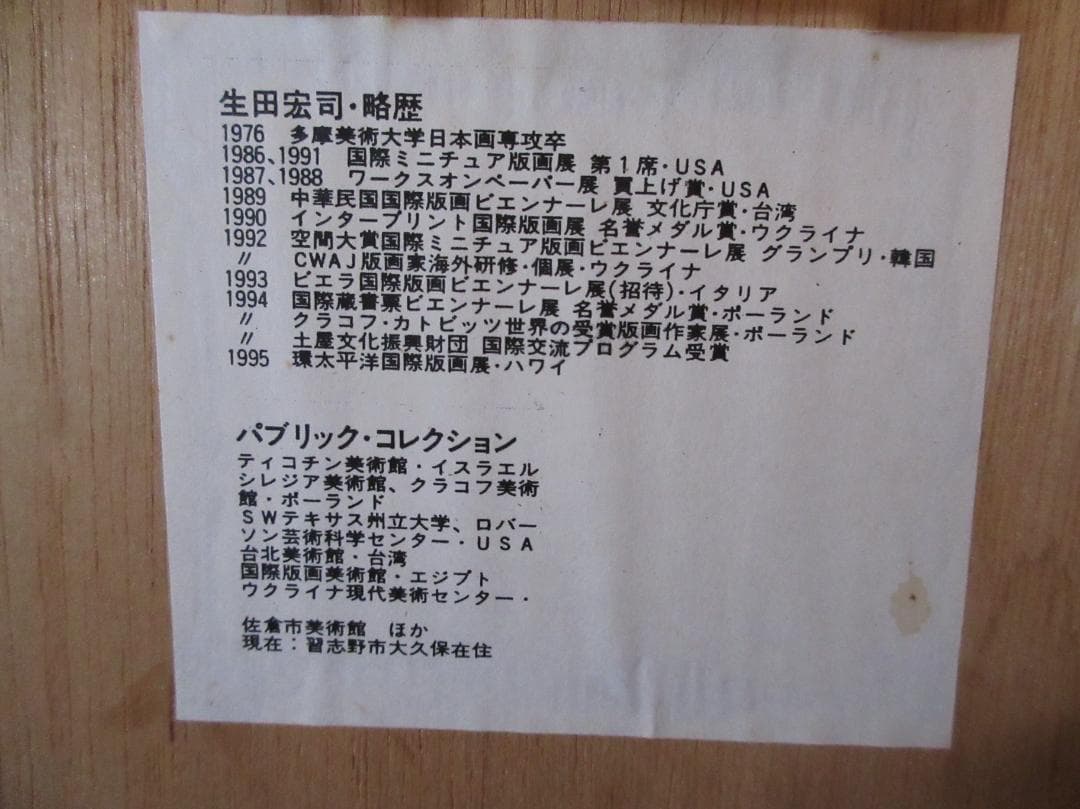 生田宏司・略歴
1976 多摩美術大学日本画専攻卒
1986、1991 国際ミニチュア版画展 第1席・USA
1987、1988 ワークスオンペーパー展 買上げ賞・USA
1989 中華民国国際版画ビエンナーレ展 文化庁賞・台湾
1990 インタープリント国際版画展 名誉メダル賞・ウクライナ
1992 空間大賞国際ミニチュア版画ビエンナーレ展 グランプリ・韓国
〃 CWAJ版画家海外研修・個展・ウクライナ
1993 ビエラ国際版画ビエンナーレ展(招待)・イタリア
1994 国際蔵書票ビエンナーレ展 名誉メダル賞・ポーランド
〃 クラコフ・カトビッツ世界の受賞版画作家展・ポーランド
〃 土屋文化振興財団 国際交流プログラム受賞
1995 環太平洋国際版画展・ハワイ
パブリック・コレクション
ティコチン美術館・イスラエル
シレジア美術館、クラコフ美術
館・ポーランド
SWテキサス州立大学、ロバー
ソン芸術科学センター・USA
台北美術館・台湾
国際版画美術館・エジプト
ウクライナ現代美術センター・
佐倉市美術館 ほか
現在：習志野市大久保在住